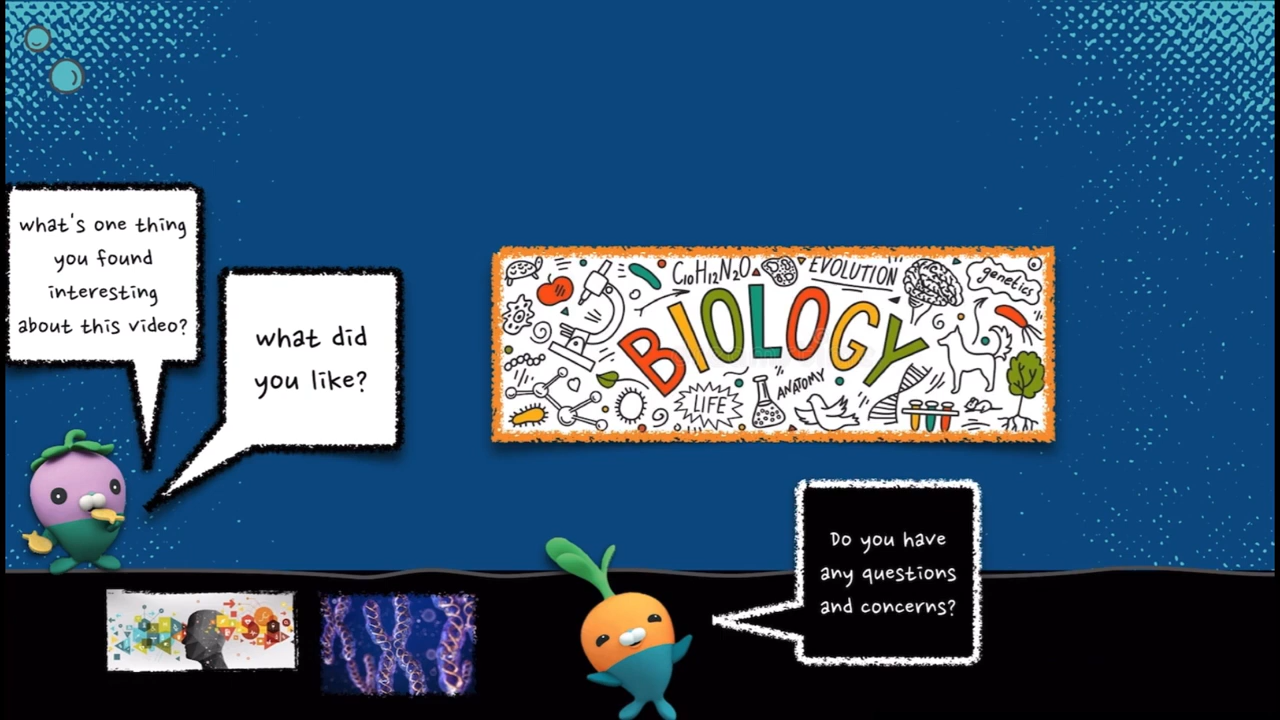 what's one thing
you found
interesting
about this video?
what did
you like?
C10H12N2O
EVOLUTION
genetics
BIOLOGY
LIFE
ANATOMY
Do you have
any questions
and concerns?